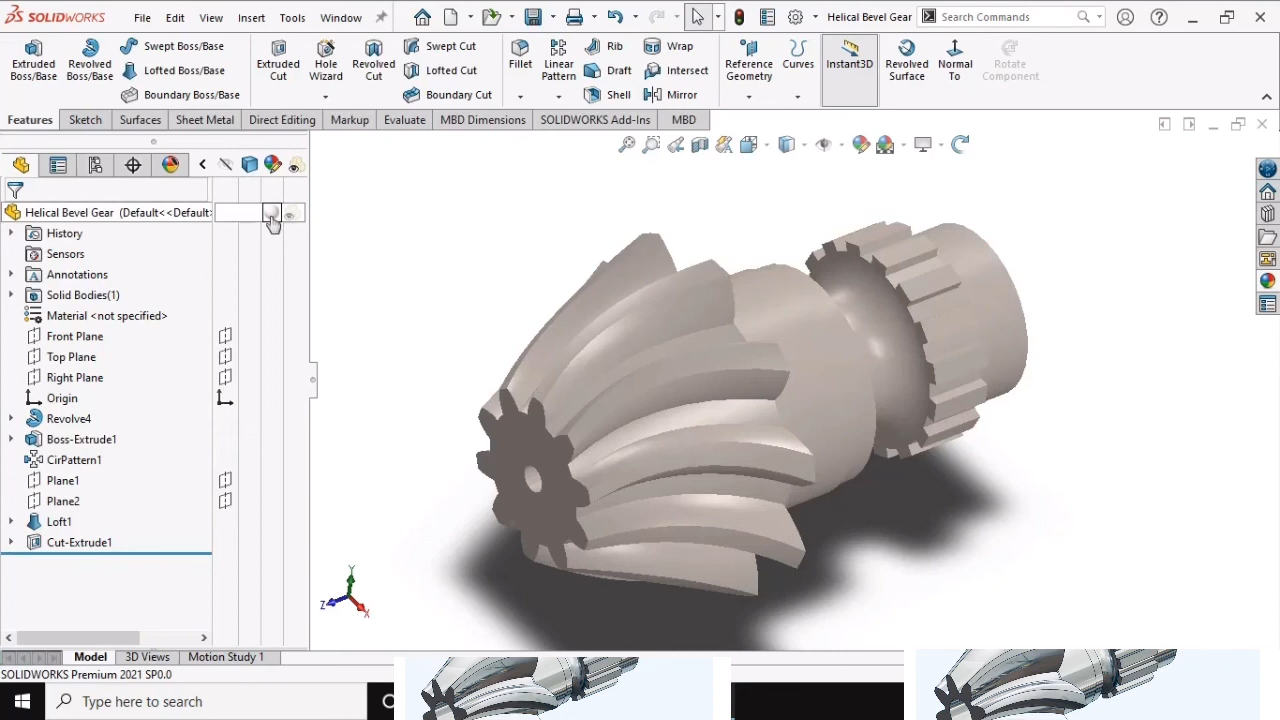 SOLIDWORKS File Edit View Insert Tools Window Helical Bevel Gear Search Commands
Extruded Boss/Base Revolved Boss/Base Swept Boss/Base Lofted Boss/Base Boundary Boss/Base Extruded Cut Hole Wizard Revolved Cut Swept Cut Lofted Cut Boundary Cut Fillet Linear Pattern Rib Draft Shell Wrap Intersect Mirror Reference Geometry Curves Instant3D Revolved Surface Normal To Rotate Component
Features Sketch Surfaces Sheet Metal Direct Editing Markup Evaluate MBD Dimensions SOLIDWORKS Add-Ins MBD
Helical Bevel Gear (Default<<Default
History
Sensors
Annotations
Solid Bodies(1)
Material <not specified>
Front Plane
Top Plane
Right Plane
Origin
Revolve4
Boss-Extrude1
CirPattern1
Plane1
Plane2
Loft1
Cut-Extrude1
Y
Z
X
Model 3D Views Motion Study 1
SOLIDWORKS Premium 2021 SP0.0
Type here to search